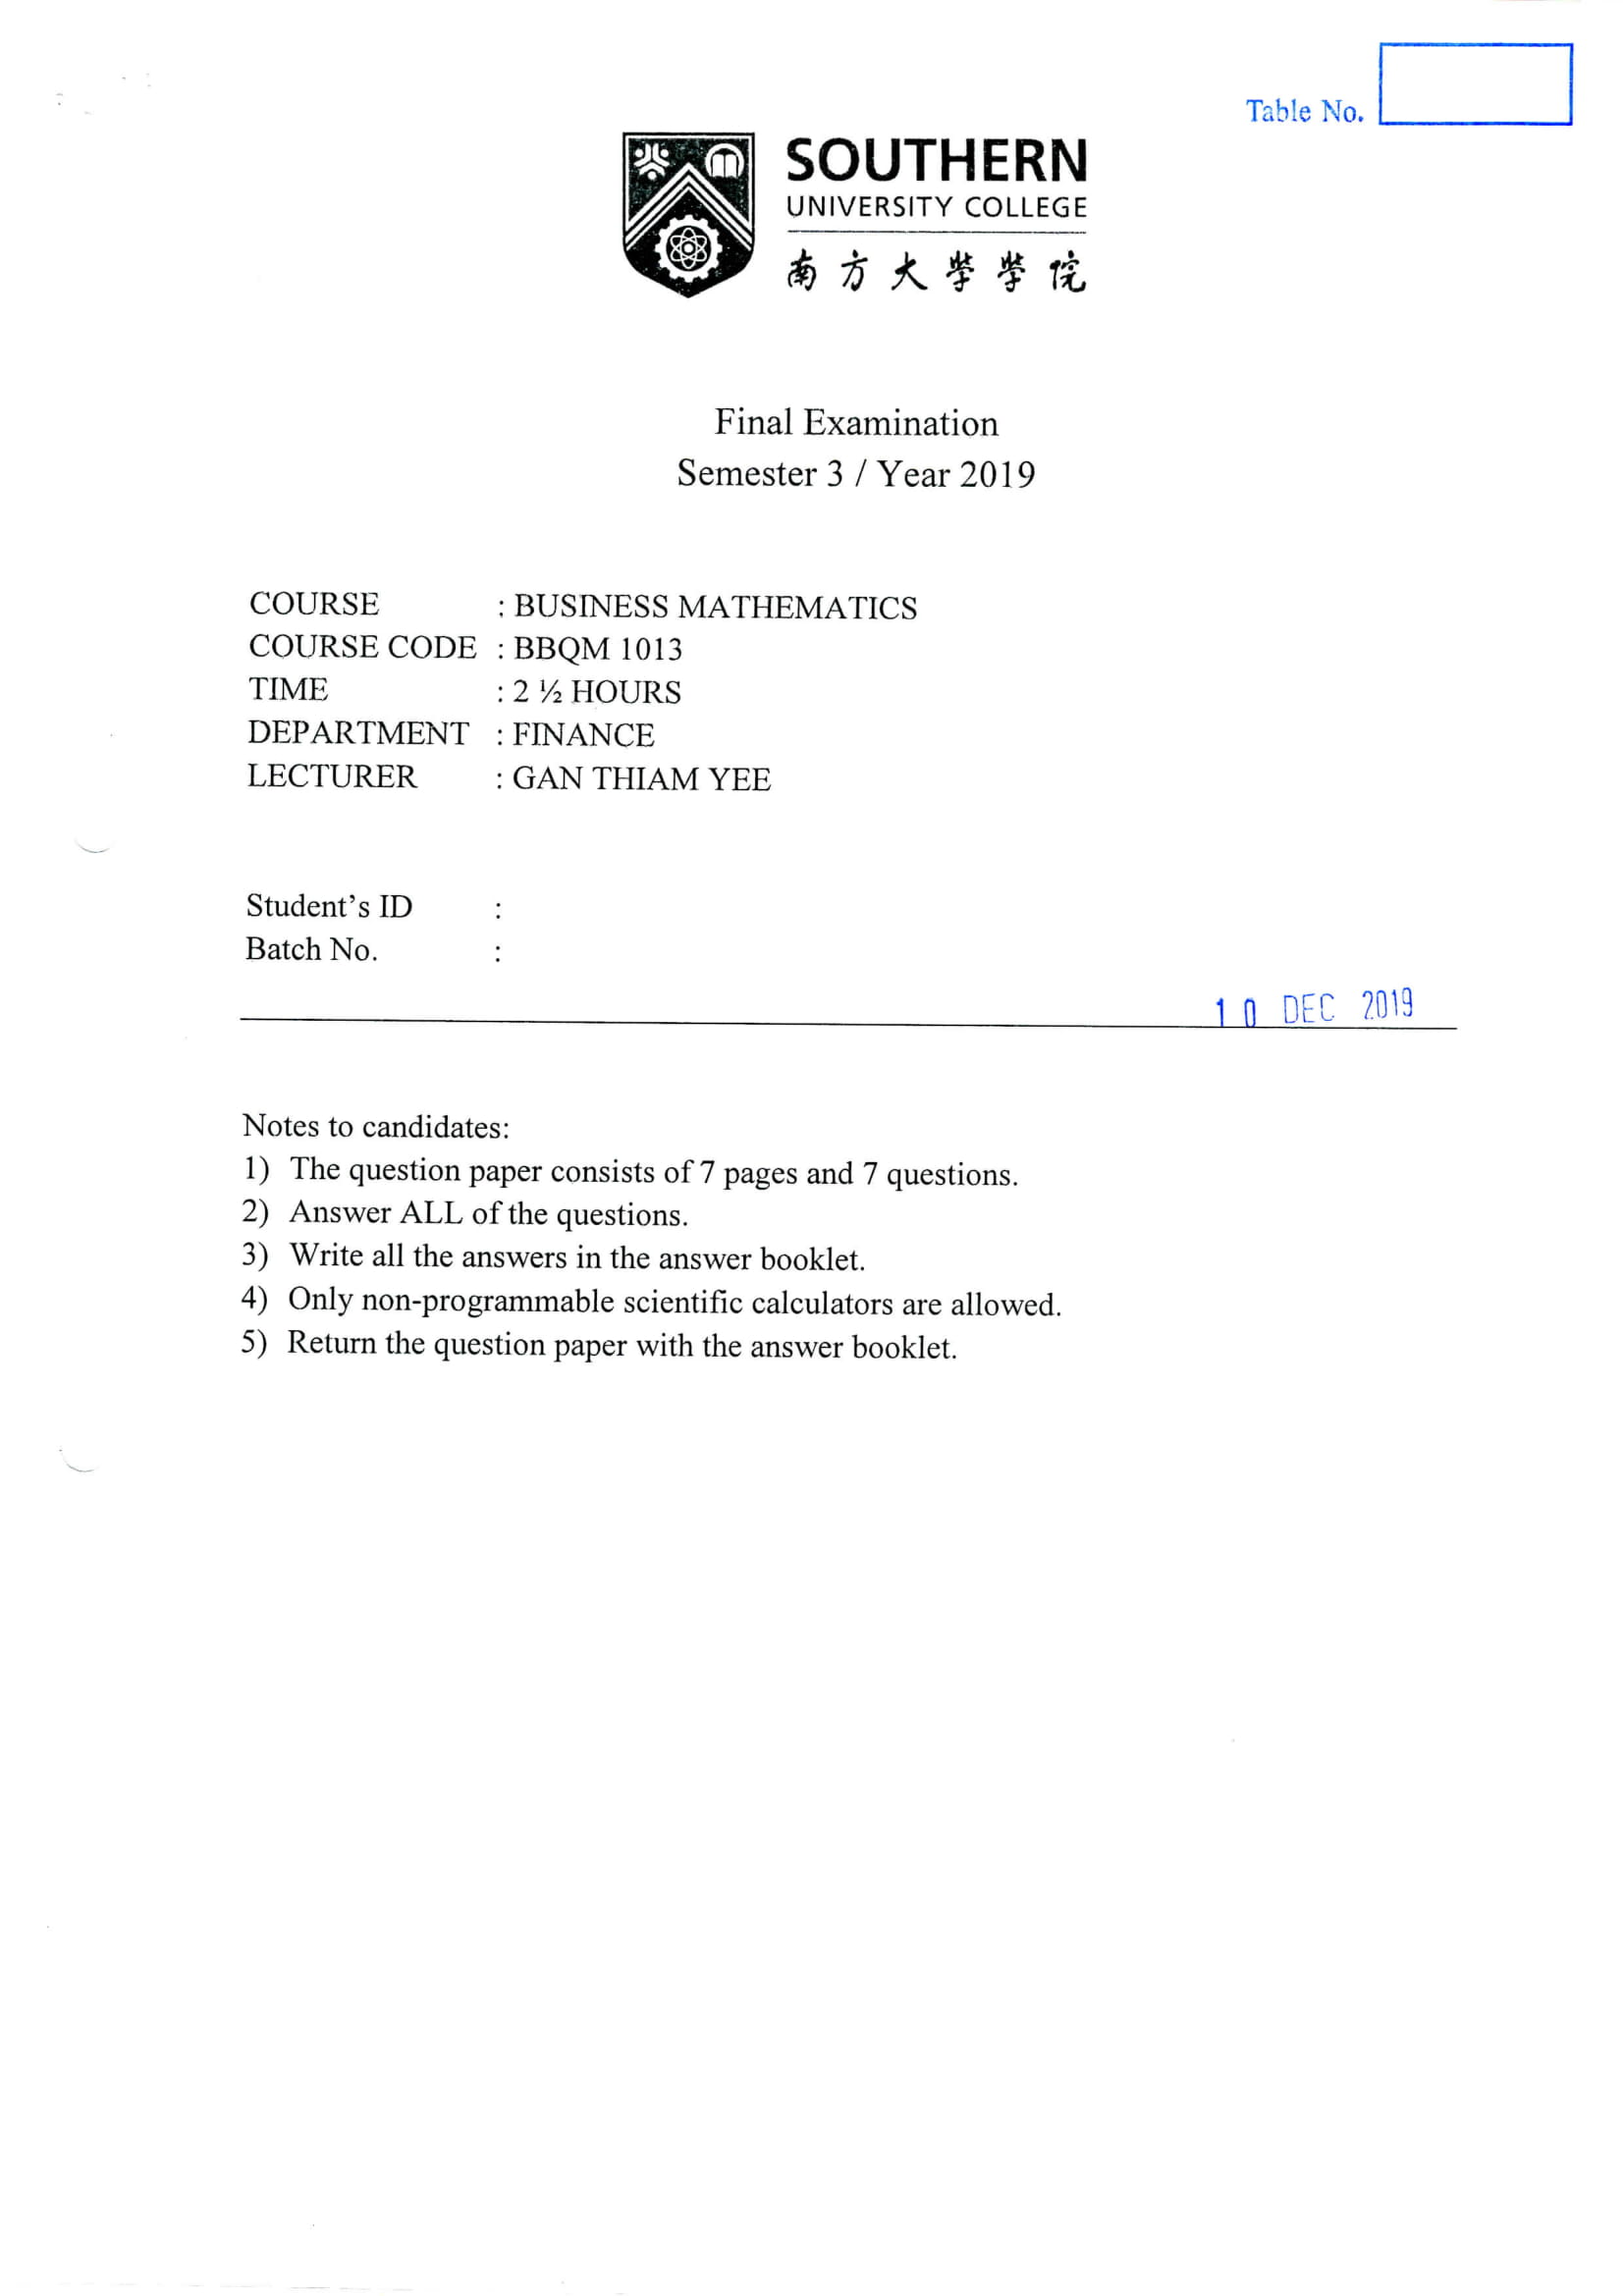 Table No.
SOUTHERN
UNIVERSITY COLLEGE
南方大學學院
Final Examination
Semester 3 / Year 2019
COURSE : BUSINESS MATHEMATICS
COURSE CODE : BBQM 1013
TIME : 2 ½ HOURS
DEPARTMENT : FINANCE
LECTURER : GAN THIAM YEE
Student's ID :
Batch No. :
10 DEC 2019
Notes to candidates:
1) The question paper consists of 7 pages and 7 questions.
2) Answer ALL of the questions.
3) Write all the answers in the answer booklet.
4) Only non-programmable scientific calculators are allowed.
5) Return the question paper with the answer booklet.